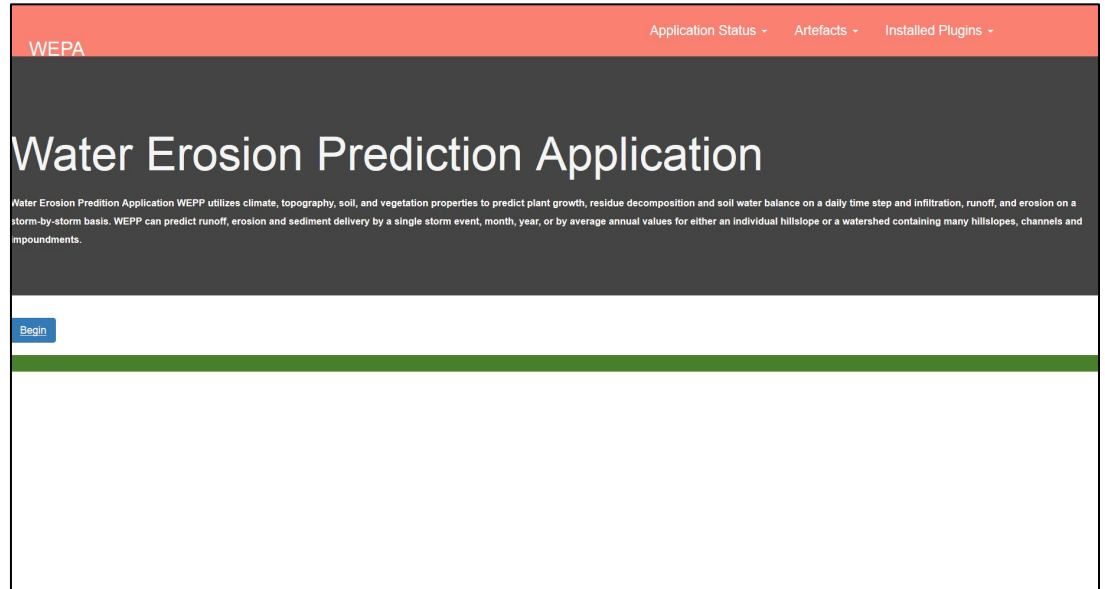 Application Status Artefacts Installed Plugins
WEPA
Water Erosion Prediction Application
Water Erosion Predition Application WEPP utilizes climate, topography, soil, and vegetation properties to predict plant growth, residue decomposition and soil water balance on a daily time step and infiltration, runoff, and erosion on a
storm-by-storm basis. WEPP can predict runoff, erosion and sediment delivery by a single storm event, month, year, or by average annual values for either an individual hillslope or a watershed containing many hillslopes, channels and
impoundments.
Begin